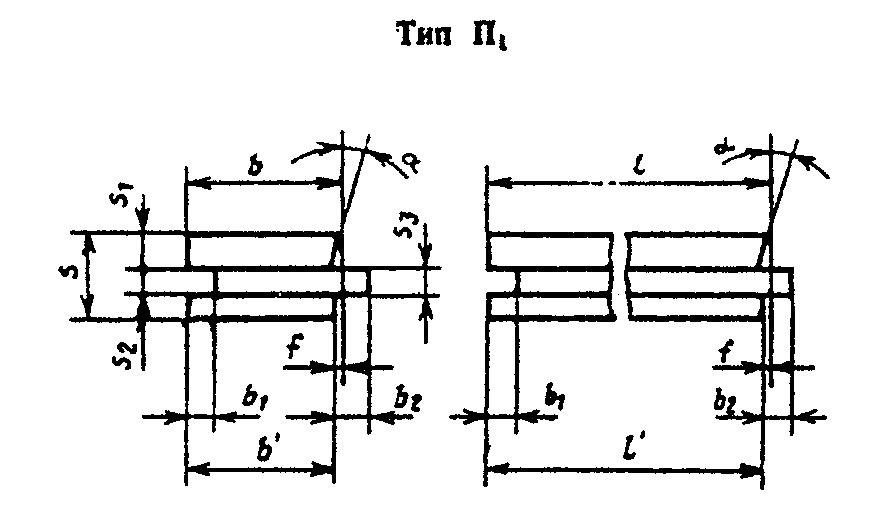 Тип П₁
b α l α
s₁ s₃
s
s₂ f f
b₁ b₂ b₁ b₂
b' l'